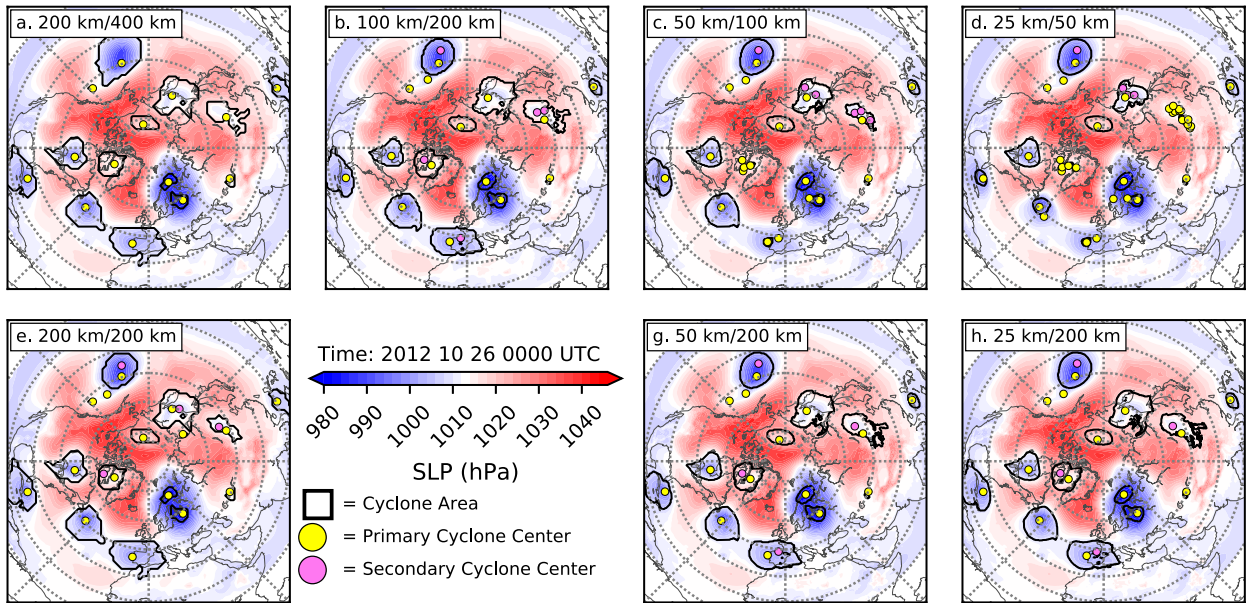 a. 200 km/400 km
b. 100 km/200 km
c. 50 km/100 km
d. 25 km/50 km
e. 200 km/200 km
Time: 2012 10 26 0000 UTC
980 990 1000 1010 1020 1030 1040
SLP (hPa)
= Cyclone Area
= Primary Cyclone Center
= Secondary Cyclone Center
g. 50 km/200 km
h. 25 km/200 km